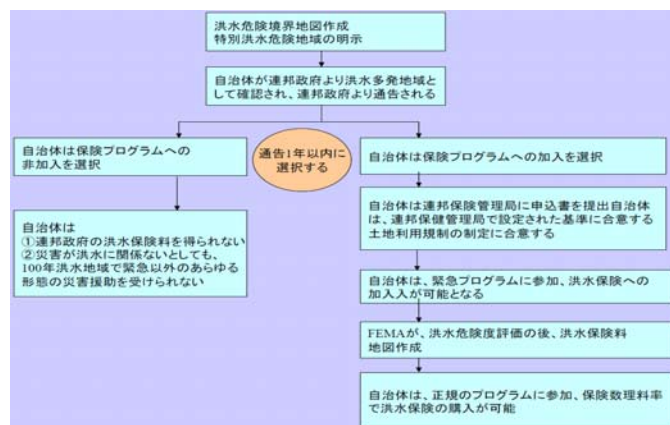 洪水危険境界地図作成
特別洪水危険地域の明示
自治体が連邦政府より洪水多発地域と
して確認され、連邦政府より通告される
自治体は保険プログラムへの
非加入を選択
通告1年以内に
選択する
自治体は保険プログラムへの加入を選択
自治体は
①連邦政府の洪水保険料を得られない
②災害が洪水に関係ないとしても、
100年洪水地域で緊急以外のあらゆる
形態の災害援助を受けられない
自治体は連邦保険管理局に申込書を提出自治体
は、連邦保健管理局で設定された基準に合意する
土地利用規制の制定に合意する
自治体は、緊急プログラムに参加、洪水保険への
加入入が可能となる
FEMAが、洪水危険度評価の後、洪水保険料
地図作成
自治体は、正規のプログラムに参加、保険数理料率
で洪水保険の購入が可能